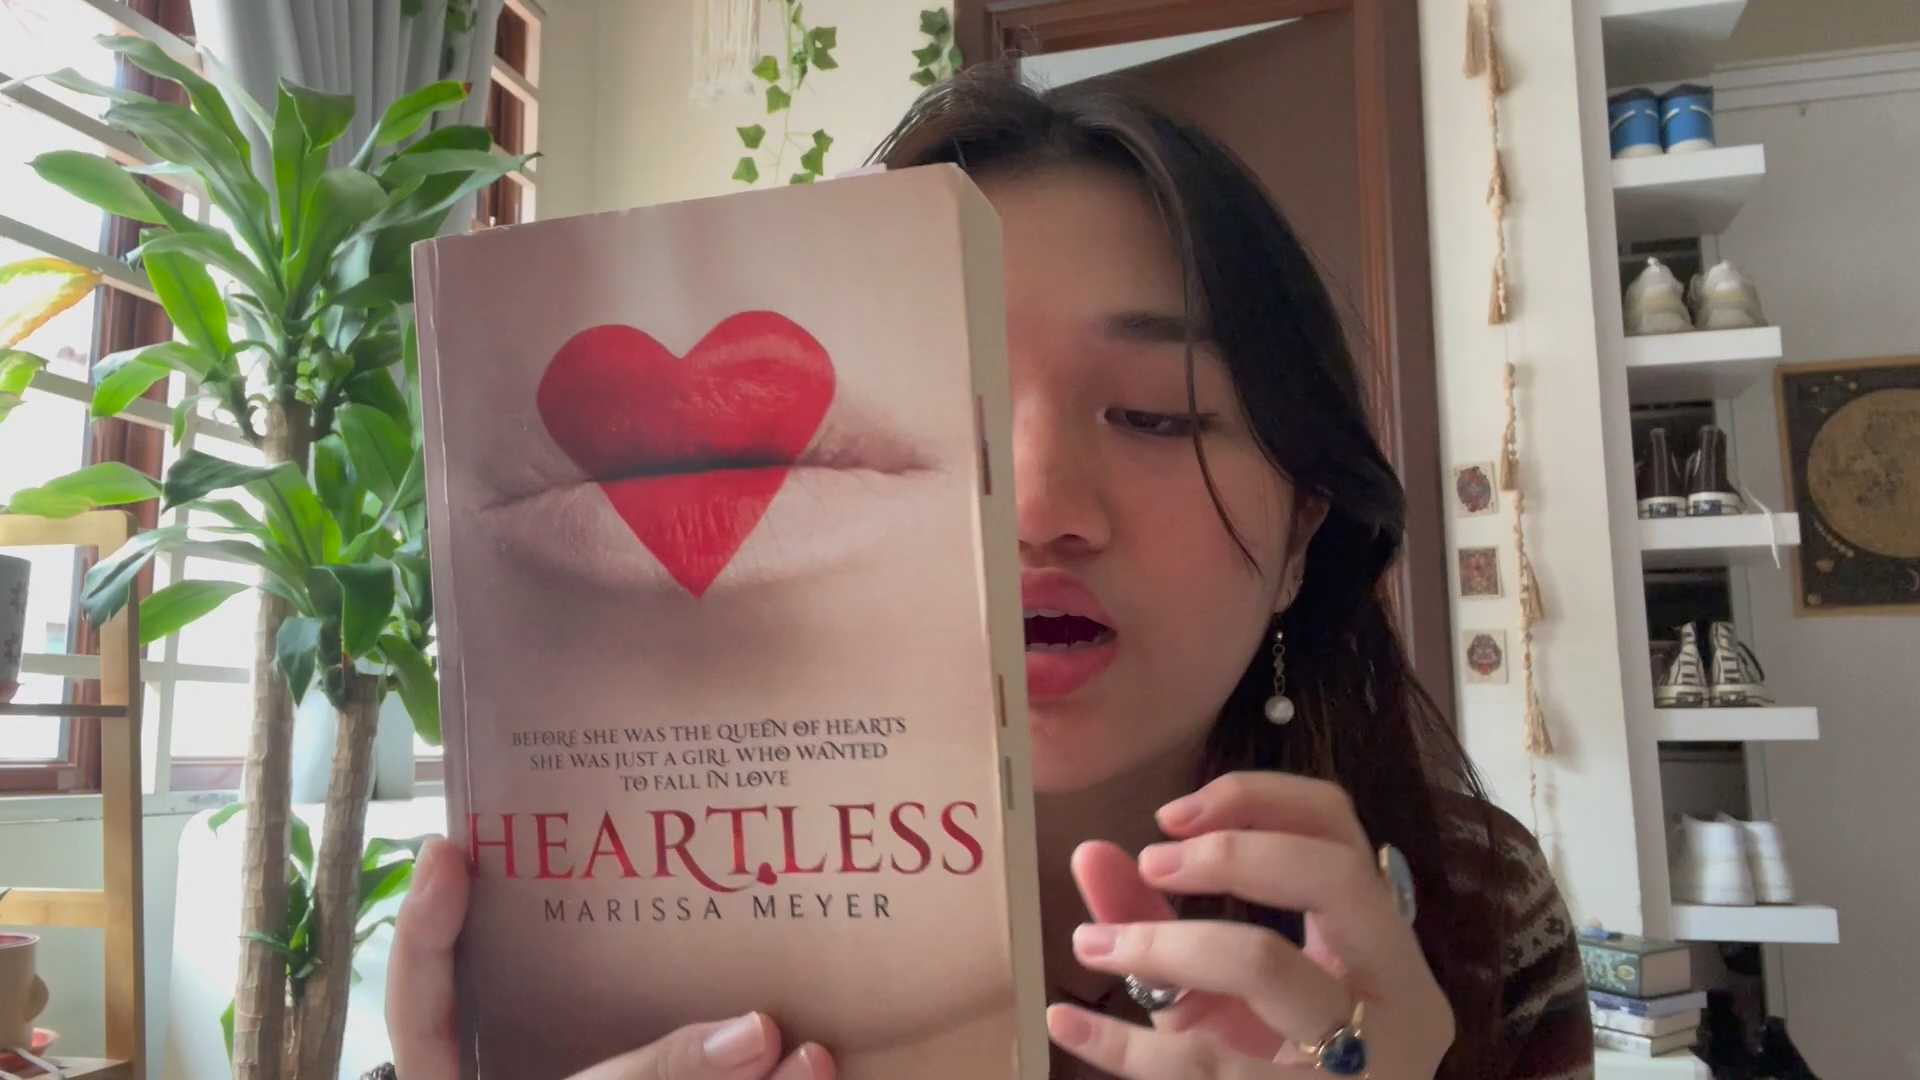 BEFORE SHE WAS THE QUEEN OF HEARTS
SHE WAS JUST A GIRL WHO WANTED
TO FALL IN LOVE
HEARTLESS
MARISSA MEYER